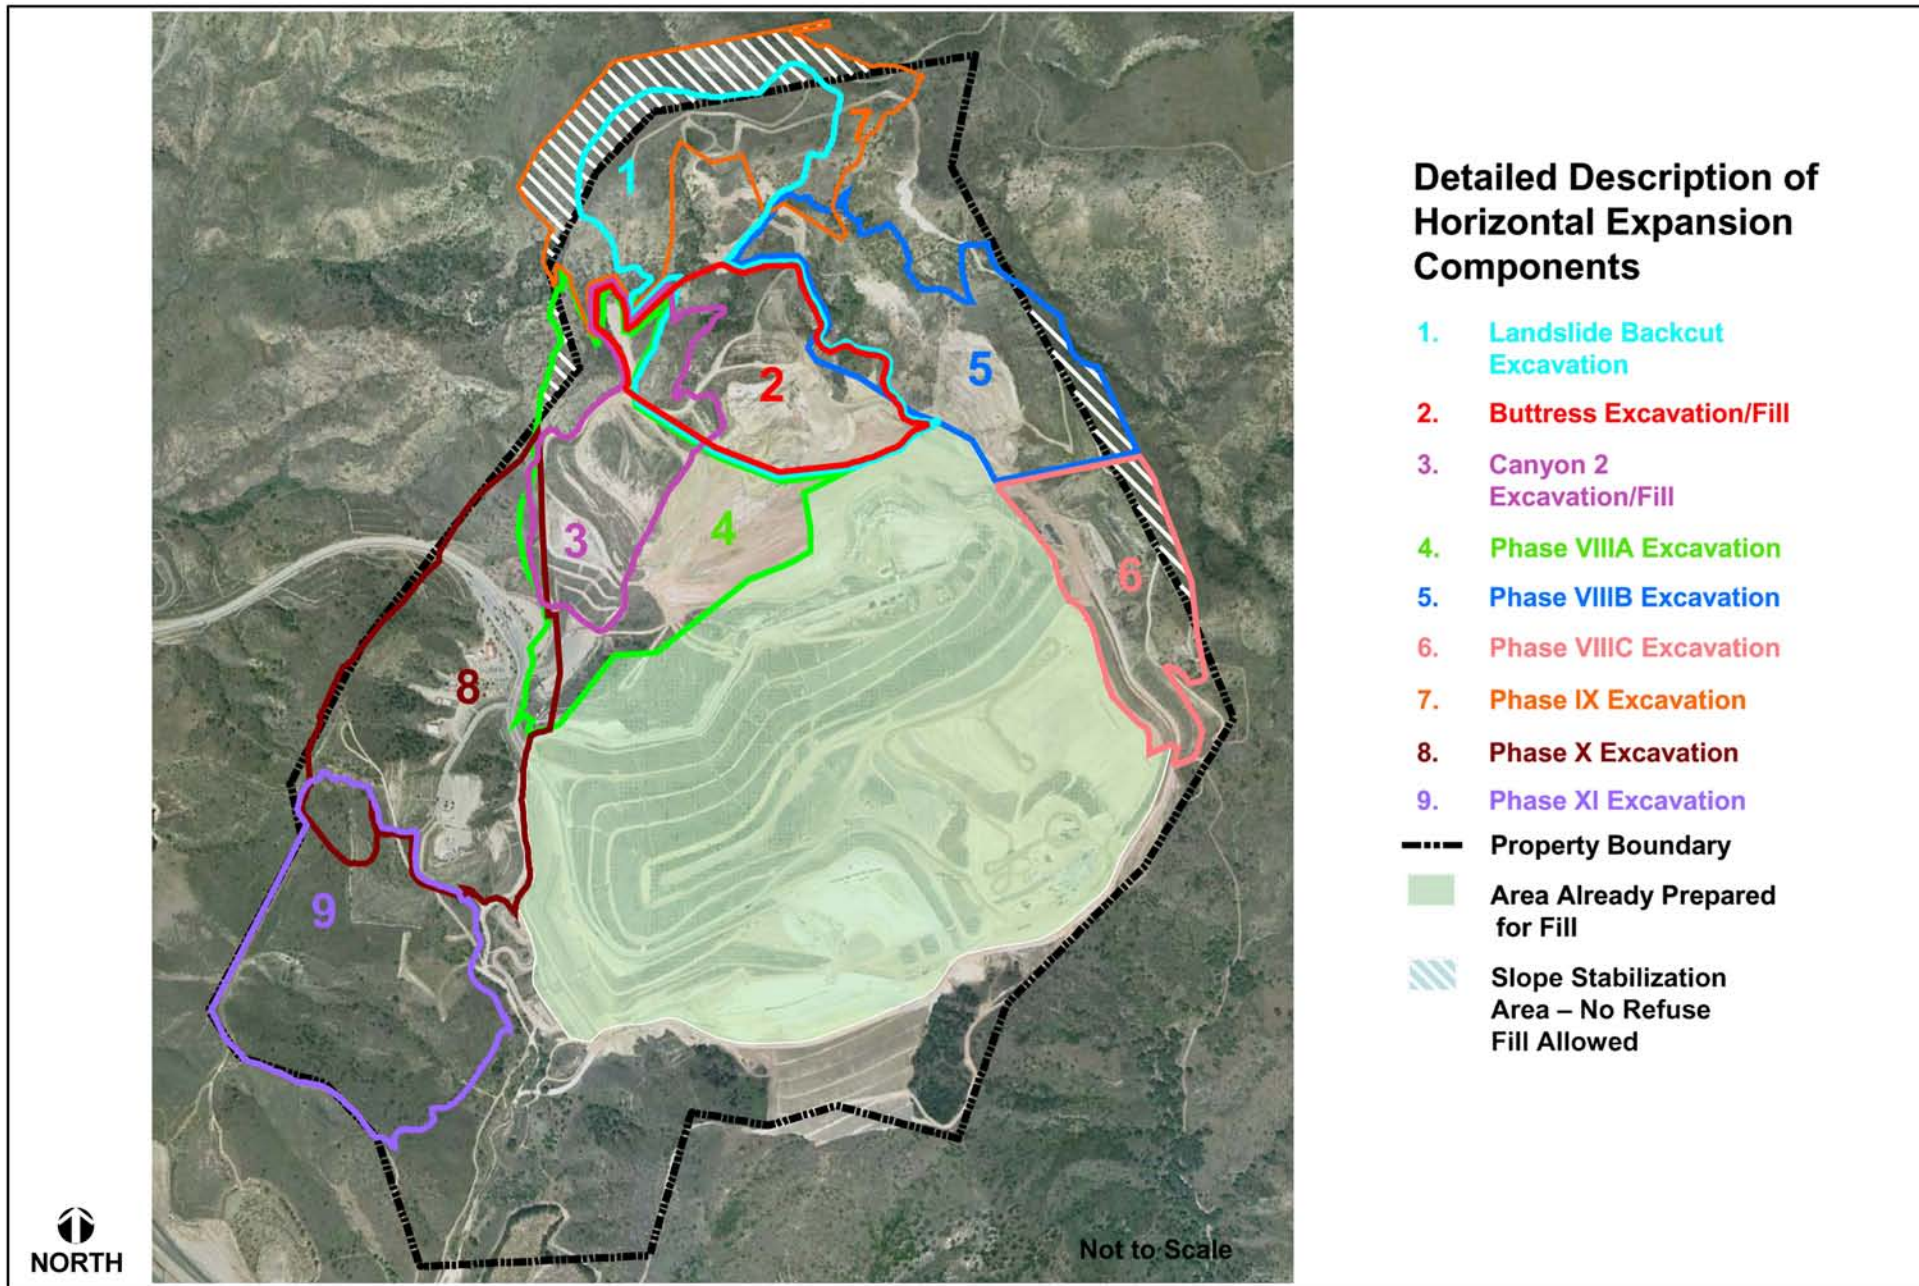 Detailed Description of
Horizontal Expansion
Components
1. Landslide Backcut
Excavation
2. Buttress Excavation/Fill
3. Canyon 2
Excavation/Fill
4. Phase VIIIA Excavation
5. Phase VIIIB Excavation
6. Phase VIIIC Excavation
7. Phase IX Excavation
8. Phase X Excavation
9. Phase XI Excavation
Property Boundary
Area Already Prepared
for Fill
Slope Stabilization
Area – No Refuse
Fill Allowed
7
1
5
2
4
3
6
8
9
Not to Scale
NORTH